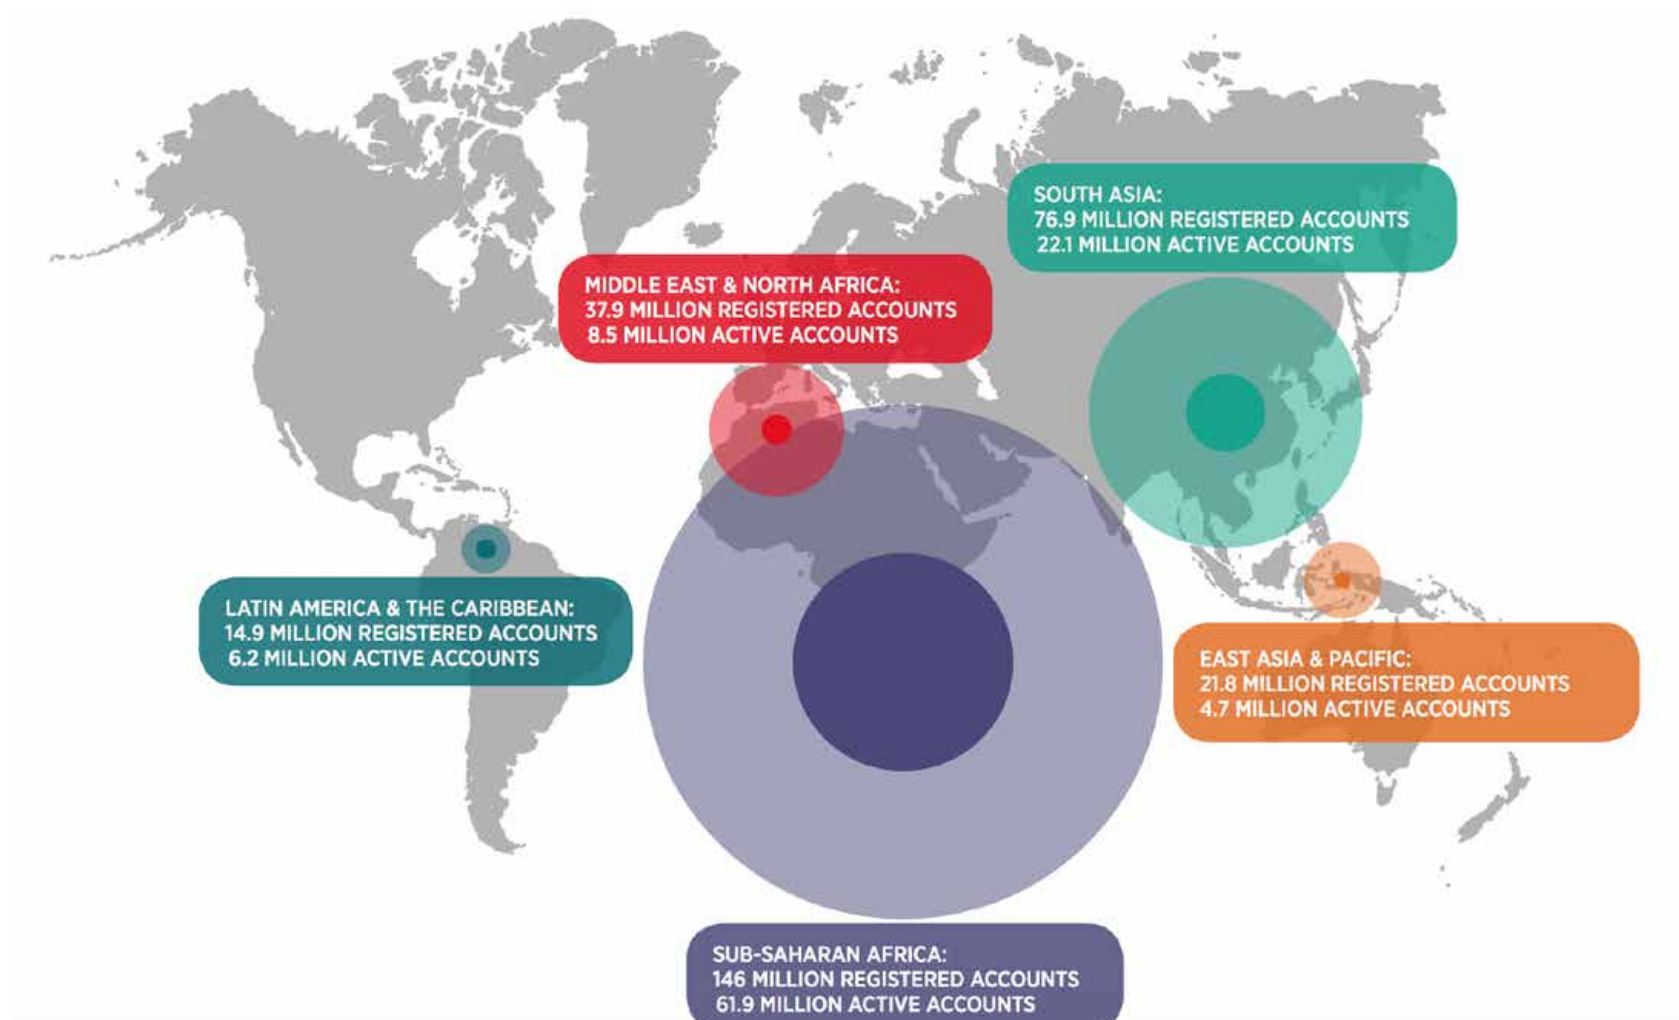 SOUTH ASIA:
76.9 MILLION REGISTERED ACCOUNTS
22.1 MILLION ACTIVE ACCOUNTS
MIDDLE EAST & NORTH AFRICA:
37.9 MILLION REGISTERED ACCOUNTS
8.5 MILLION ACTIVE ACCOUNTS
LATIN AMERICA & THE CARIBBEAN:
14.9 MILLION REGISTERED ACCOUNTS
6.2 MILLION ACTIVE ACCOUNTS
EAST ASIA & PACIFIC:
21.8 MILLION REGISTERED ACCOUNTS
4.7 MILLION ACTIVE ACCOUNTS
SUB-SAHARAN AFRICA:
146 MILLION REGISTERED ACCOUNTS
61.9 MILLION ACTIVE ACCOUNTS